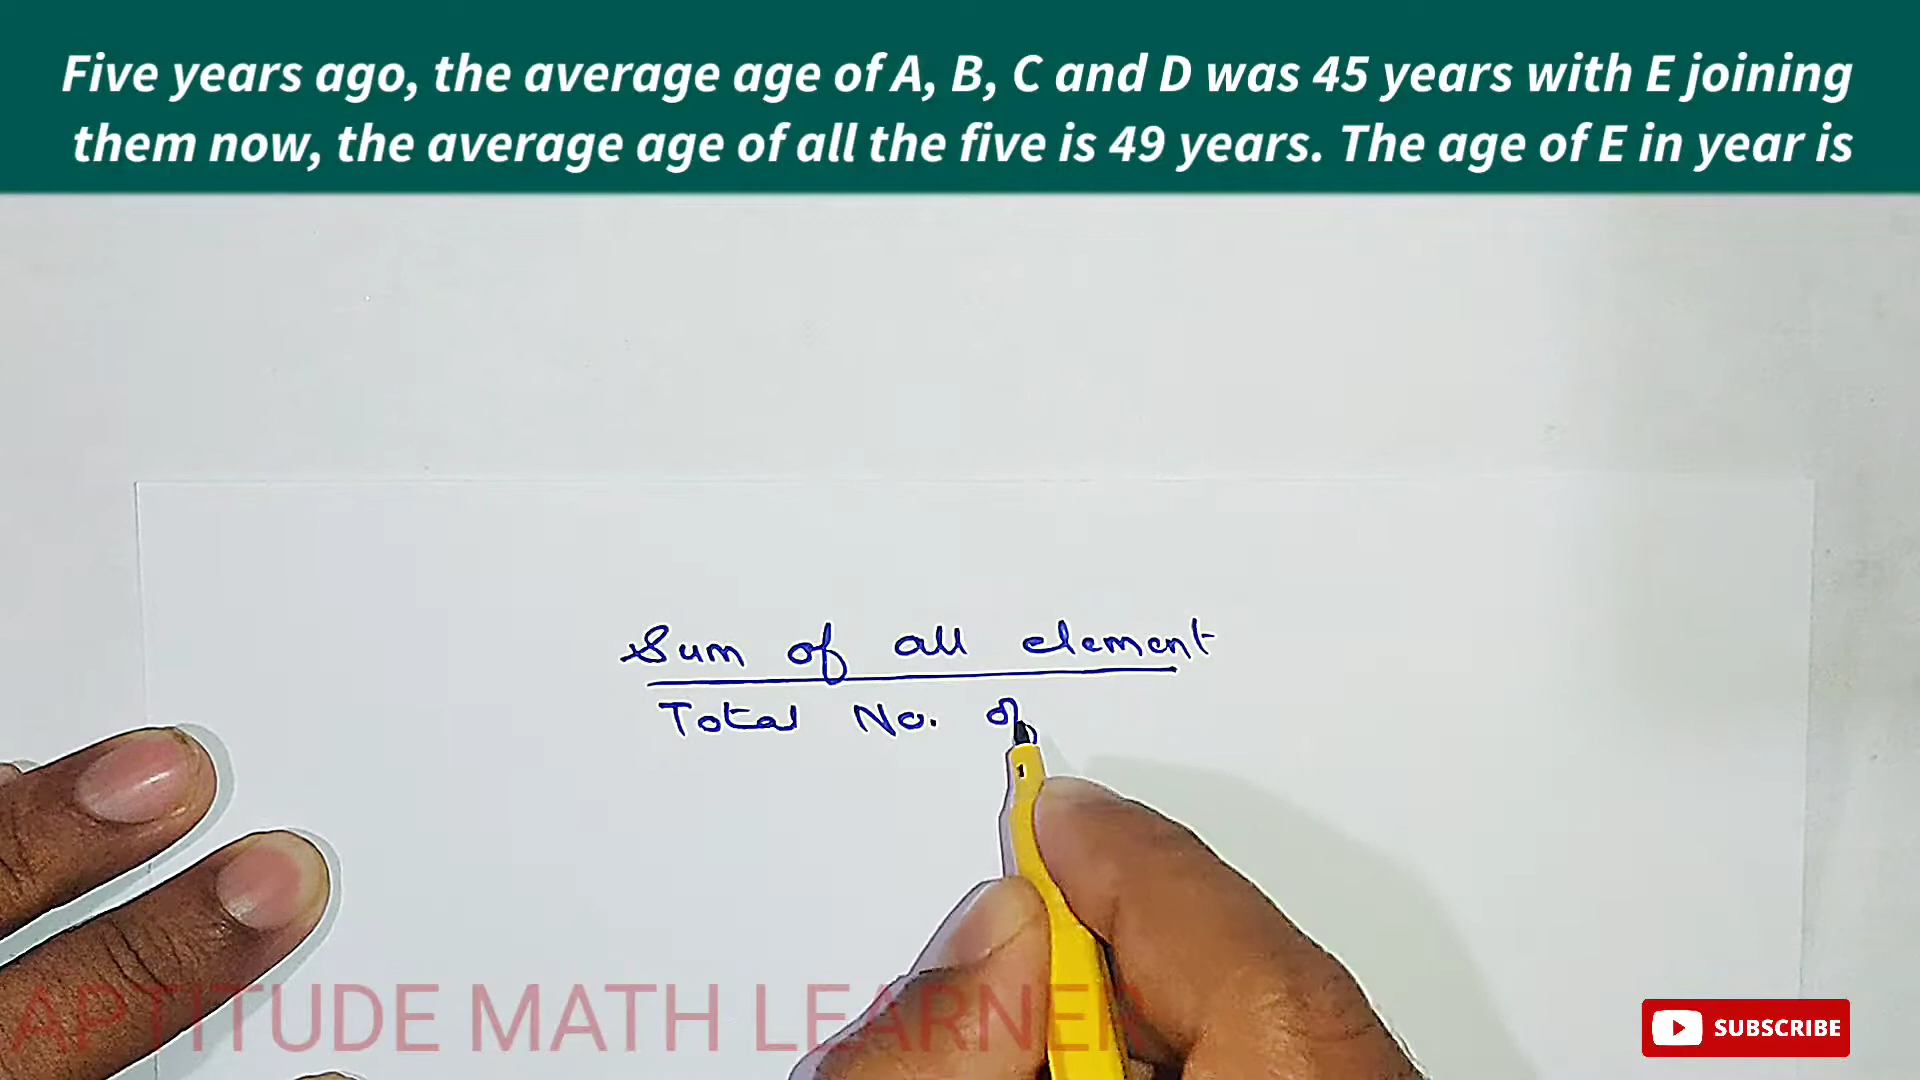 Five years ago, the average age of A, B, C and D was 45 years with E joining
them now, the average age of all the five is 49 years. The age of E in year is
Sum of all element
Total No. of
1
APTITUDE MATH LEARNER
SUBSCRIBE